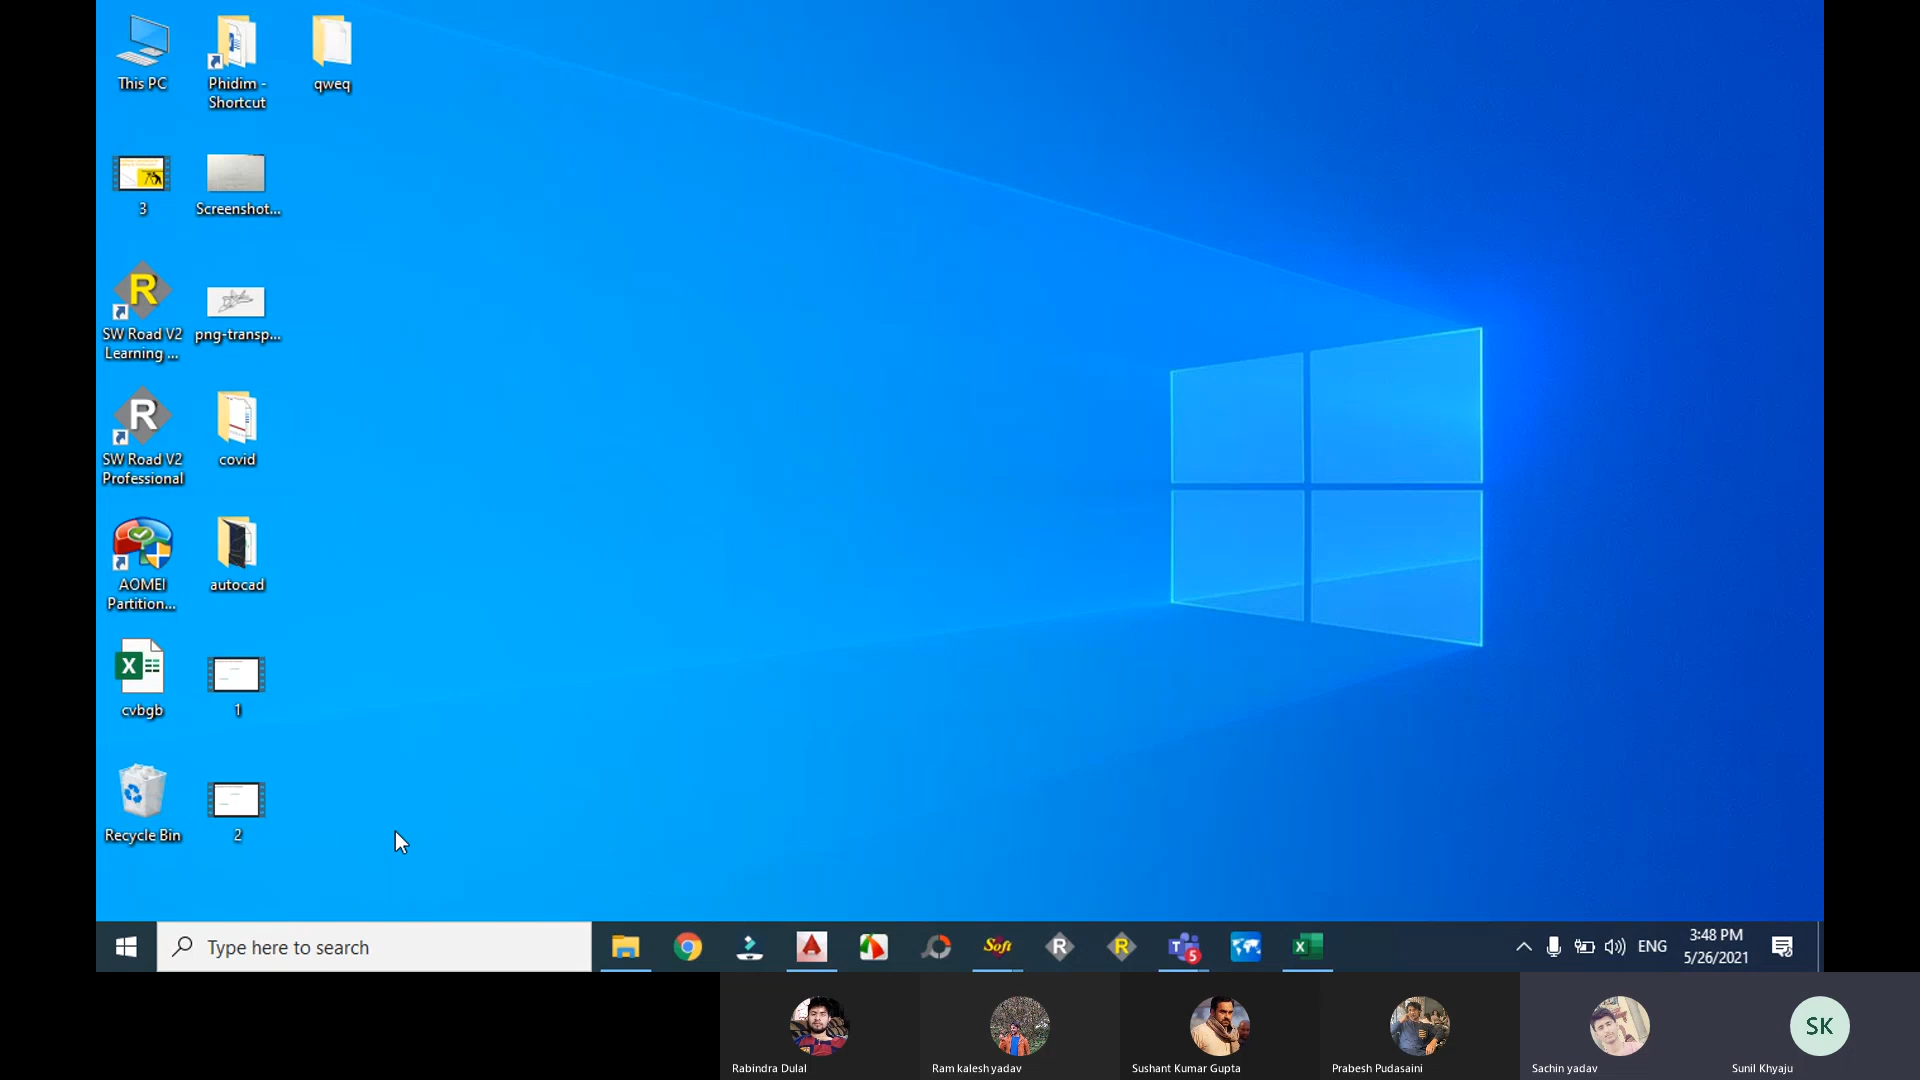 This PC
Phidim -
Shortcut
qweq
3
Screenshot...
SW Road V2
Learning ...
png-transp...
SW Road V2
Professional
covid
AOMEI
Partition...
autocad
cvbgb
1
Recycle Bin
2
Type here to search
Soft
R
R
T
5
X
ENG
3:48 PM
5/26/2021
SK
Rabindra Dulal
Ram kalesh yadav
Sushant Kumar Gupta
Prabesh Pudasaini
Sachin yadav
Sunil Khyaju